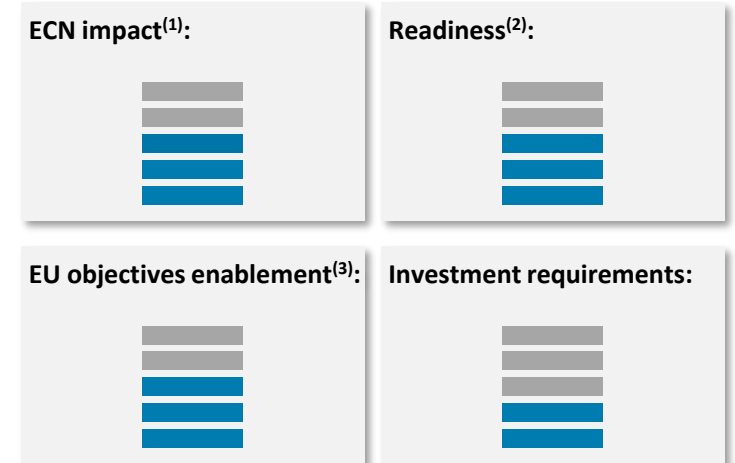 ECN impact(1):
Readiness(2):
EU objectives enablement(3):
Investment requirements: